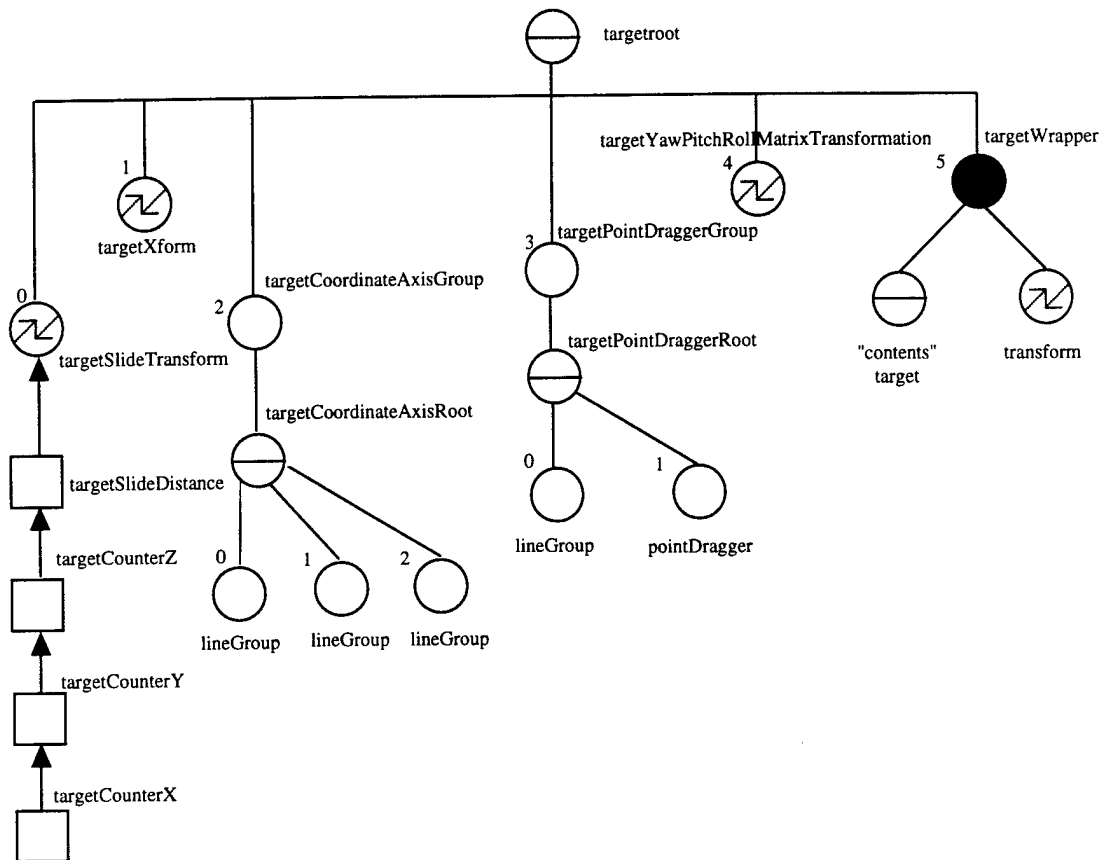 targetroot
targetYawPitchRollMatrixTransformation
targetWrapper
4
5
1
targetXform
targetPointDraggerGroup
3
targetCoordinateAxisGroup
0
2
targetSlideTransform
targetPointDraggerRoot
"contents"
target
transform
targetCoordinateAxisRoot
0
1
targetSlideDistance
lineGroup
pointDragger
targetCounterZ
0
1
2
lineGroup
lineGroup
lineGroup
targetCounterY
targetCounterX